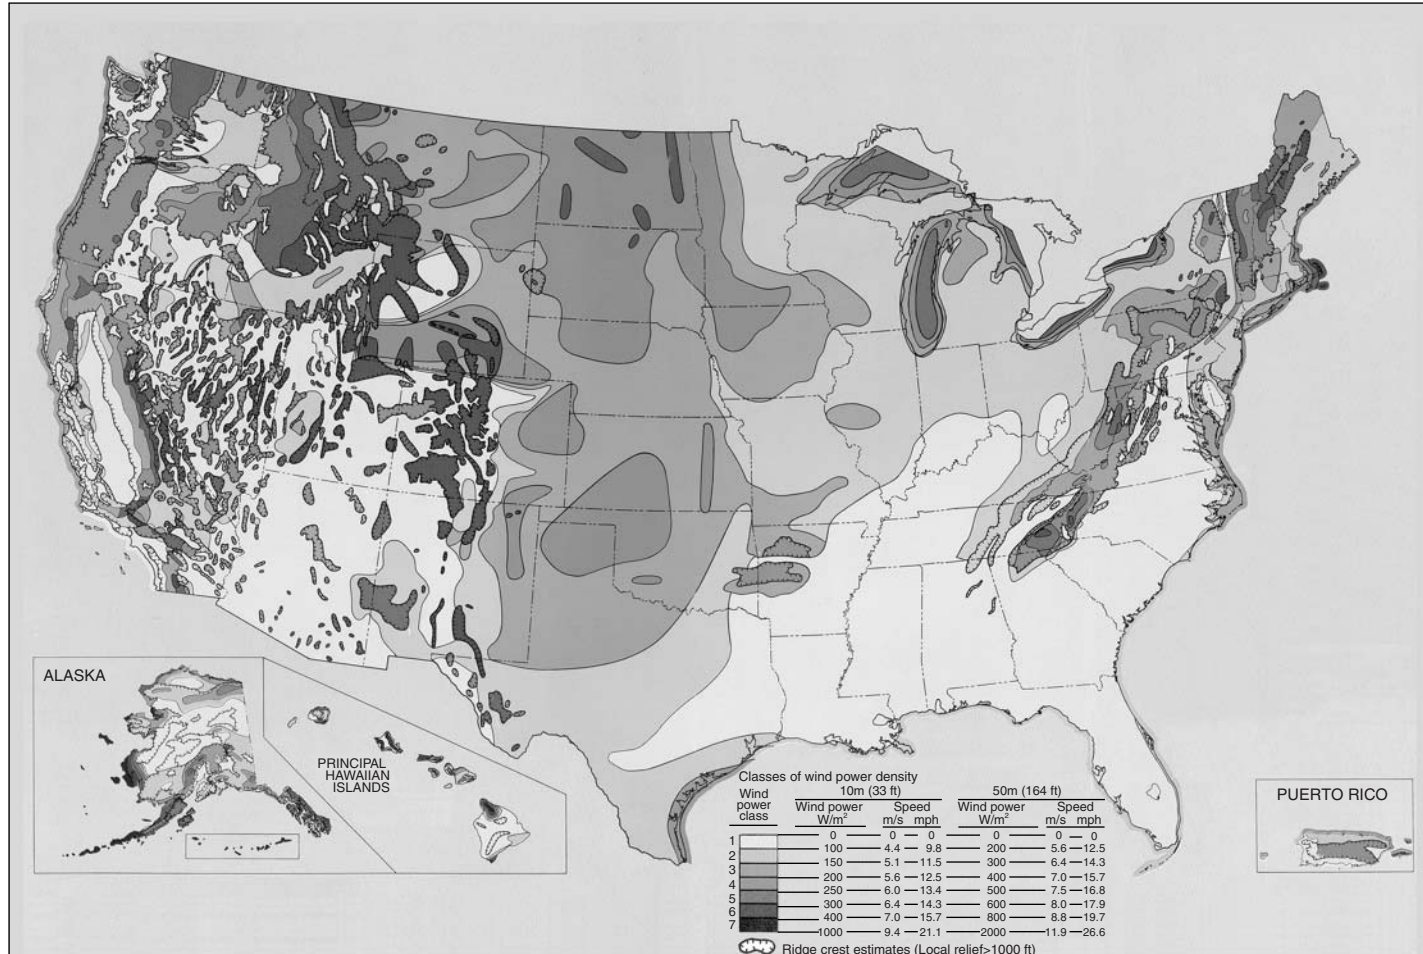 ALASKA
PRINCIPAL
HAWAIIAN
ISLANDS
PUERTO RICO
Classes of wind power density
Wind
power
class
10m (33 ft)
50m (164 ft)
Wind power
W/m²
Speed
m/s mph
Wind power
W/m²
Speed
m/s mph
0 0 0 0 0 0
1
100 4.4 9.8 200 5.6 12.5
2
150 5.1 11.5 300 6.4 14.3
3
200 5.6 12.5 400 7.0 15.7
4
250 6.0 13.4 500 7.5 16.8
5
300 6.4 14.3 600 8.0 17.9
6
400 7.0 15.7 800 8.8 19.7
7
1000 9.4 21.1 2000 11.9 26.6
Ridge crest estimates (Local relief>1000 ft)